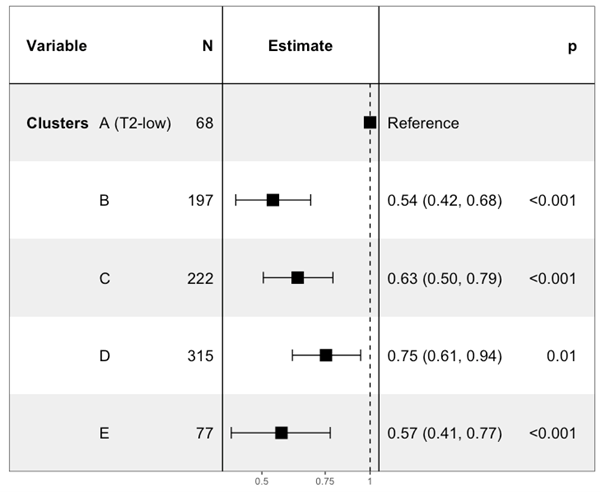 Variable N Estimate p
Clusters A (T2-low) 68 Reference
B 197 0.54 (0.42, 0.68) <0.001
C 222 0.63 (0.50, 0.79) <0.001
D 315 0.75 (0.61, 0.94) 0.01
E 77 0.57 (0.41, 0.77) <0.001
0.5 0.75 1